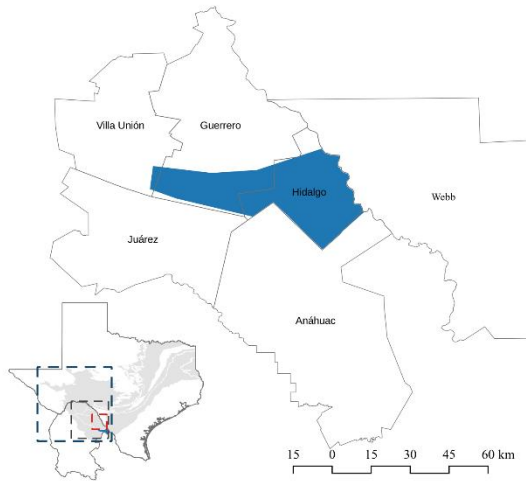 Villa Unión
Guerrero
Hidalgo
Webb
Juárez
Anáhuac
15 0 15 30 45 60 km